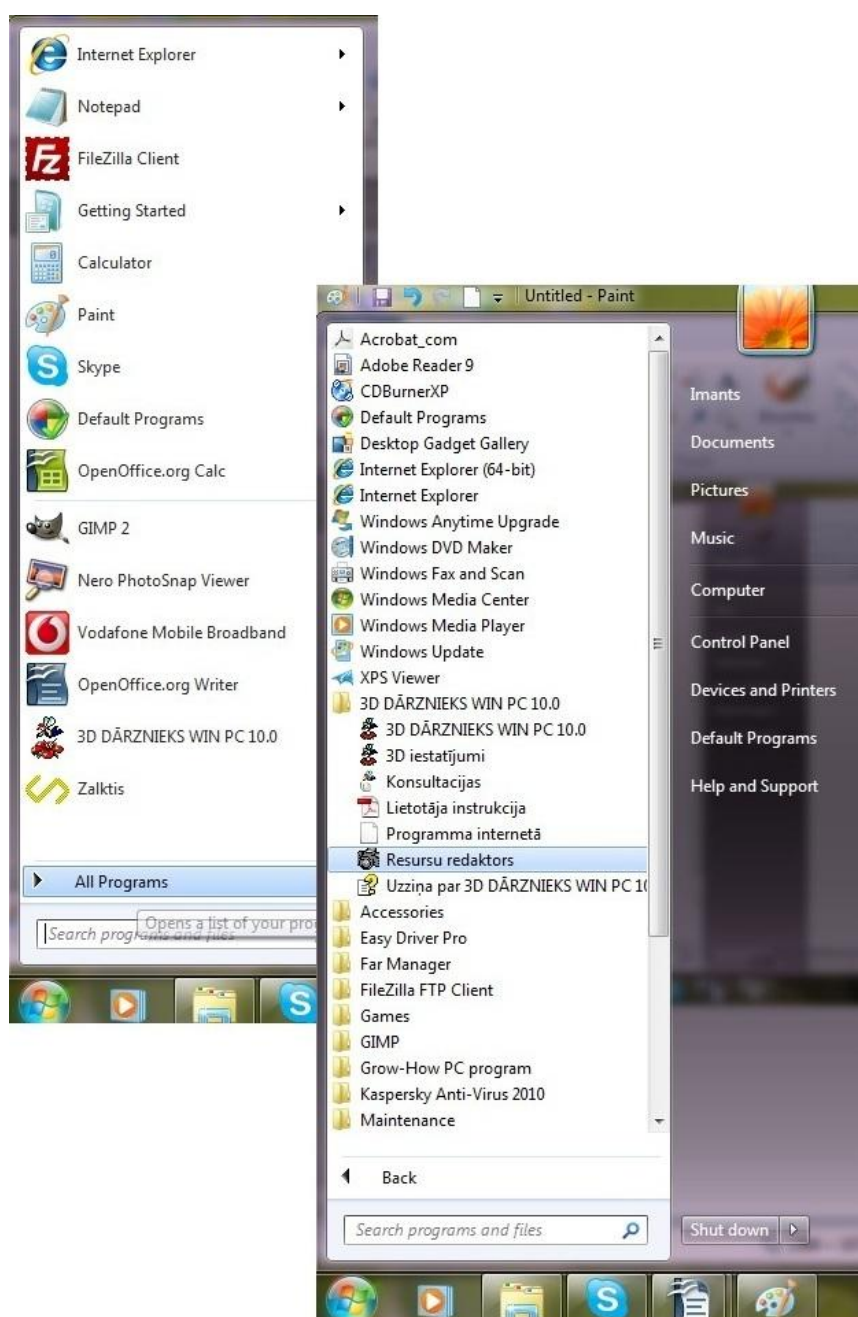 Internet Explorer
Notepad
FileZilla Client
Getting Started
Calculator
Paint
Skype
Default Programs
OpenOffice.org Calc
GIMP 2
Nero PhotoSnap Viewer
Vodafone Mobile Broadband
OpenOffice.org Writer
3D DĀRZNIEKS WIN PC 10.0
Zalktis
All Programs
Opens a list of your pro
Search programs and files
Untitled - Paint
Acrobat_com
Adobe Reader 9
CDBurnerXP
Default Programs
Desktop Gadget Gallery
Internet Explorer (64-bit)
Internet Explorer
Windows Anytime Upgrade
Windows DVD Maker
Windows Fax and Scan
Windows Media Center
Windows Media Player
Windows Update
XPS Viewer
3D DĀRZNIEKS WIN PC 10.0
3D DĀRZNIEKS WIN PC 10.0
3D iestatījumi
Konsultacijas
Lietotāja instrukcija
Programma internetā
Resursu redaktors
Uzziņa par 3D DĀRZNIEKS WIN PC 1
Accessories
Easy Driver Pro
Far Manager
FileZilla FTP Client
Games
GIMP
Grow-How PC program
Kaspersky Anti-Virus 2010
Maintenance
Back
Search programs and files
Imants
Documents
Pictures
Music
Computer
Control Panel
Devices and Printers
Default Programs
Help and Support
Shut down